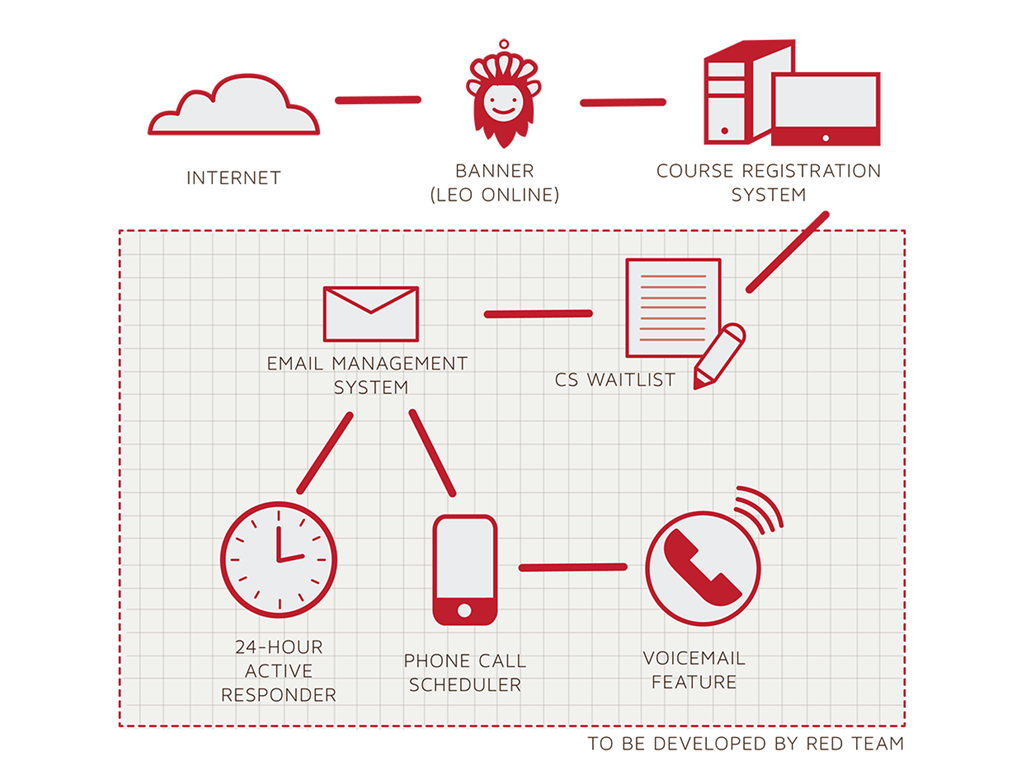 INTERNET
BANNER
(LEO ONLINE)
COURSE REGISTRATION
SYSTEM
EMAIL MANAGEMENT
SYSTEM
CS WAITLIST
24-HOUR
ACTIVE
RESPONDER
PHONE CALL
SCHEDULER
VOICEMAIL
FEATURE
TO BE DEVELOPED BY RED TEAM